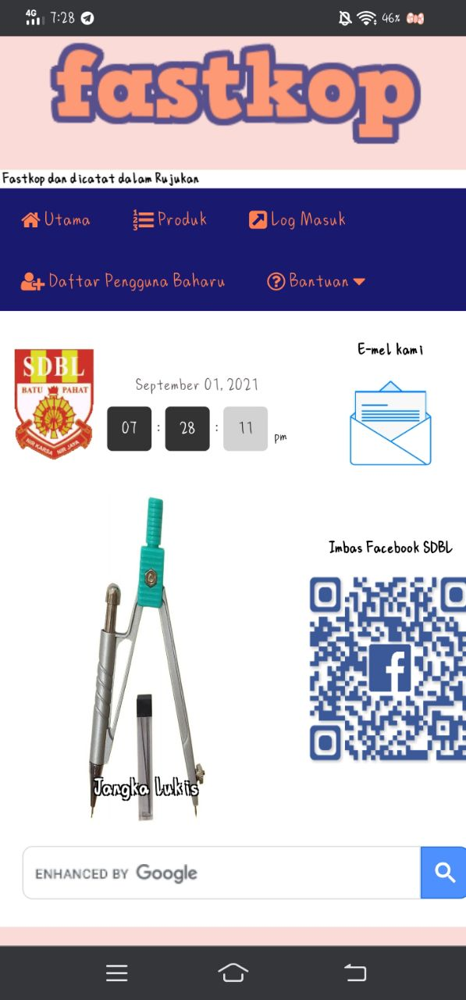 4G 7:28 46%
fastkop
Fastkop dan dicatat dalam Rujukan
Utama Produk Log Masuk
Daftar Pengguna Baharu Bantuan
E-mel kami
SDBL
BATU PAHAT
NIR KARSA NIR JAYA
September 01, 2021
07 : 28 : 11 pm
Imbas Facebook SDBL
f
Jangka Lukis
ENHANCED BY Google